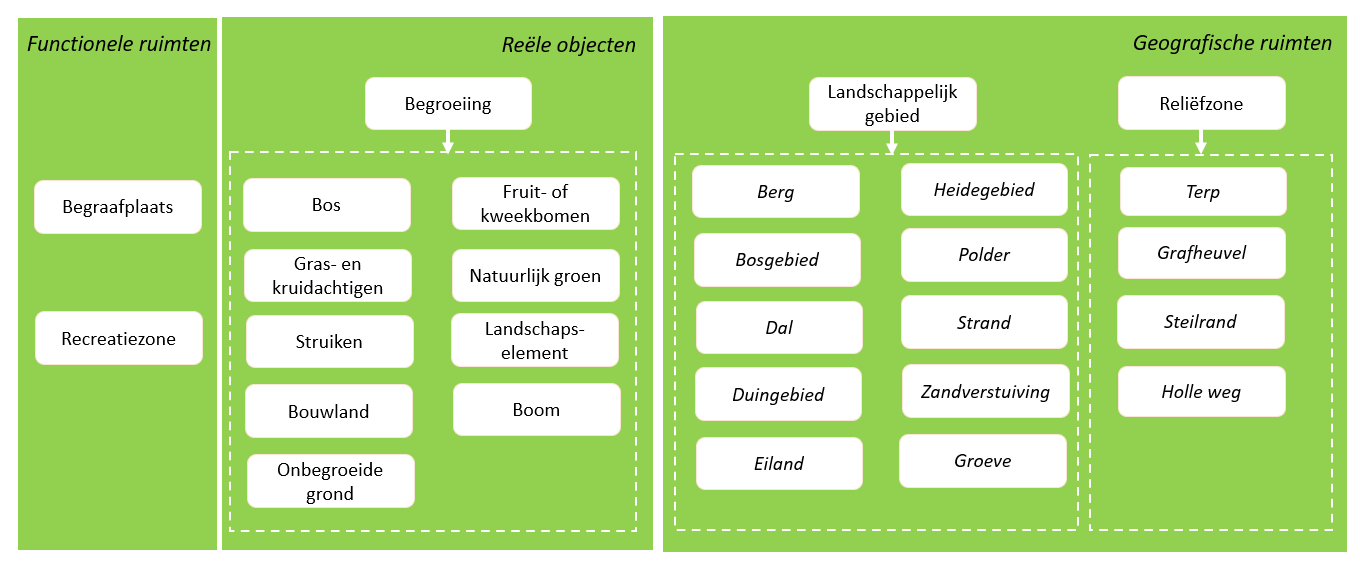 Functionele ruimten
Begraafplaats
Recreatiezone
Reële objecten
Begroeiing
Bos
Gras- en
kruidachtigen
Struiken
Bouwland
Onbegroeide
grond
Fruit- of
kweekbomen
Natuurlijk groen
Landschaps-
element
Boom
Geografische ruimten
Landschappelijk
gebied
Berg
Bosgebied
Dal
Duingebied
Eiland
Heidegebied
Polder
Strand
Zandverstuiving
Groeve
Reliëfzone
Terp
Grafheuvel
Steilrand
Holle weg